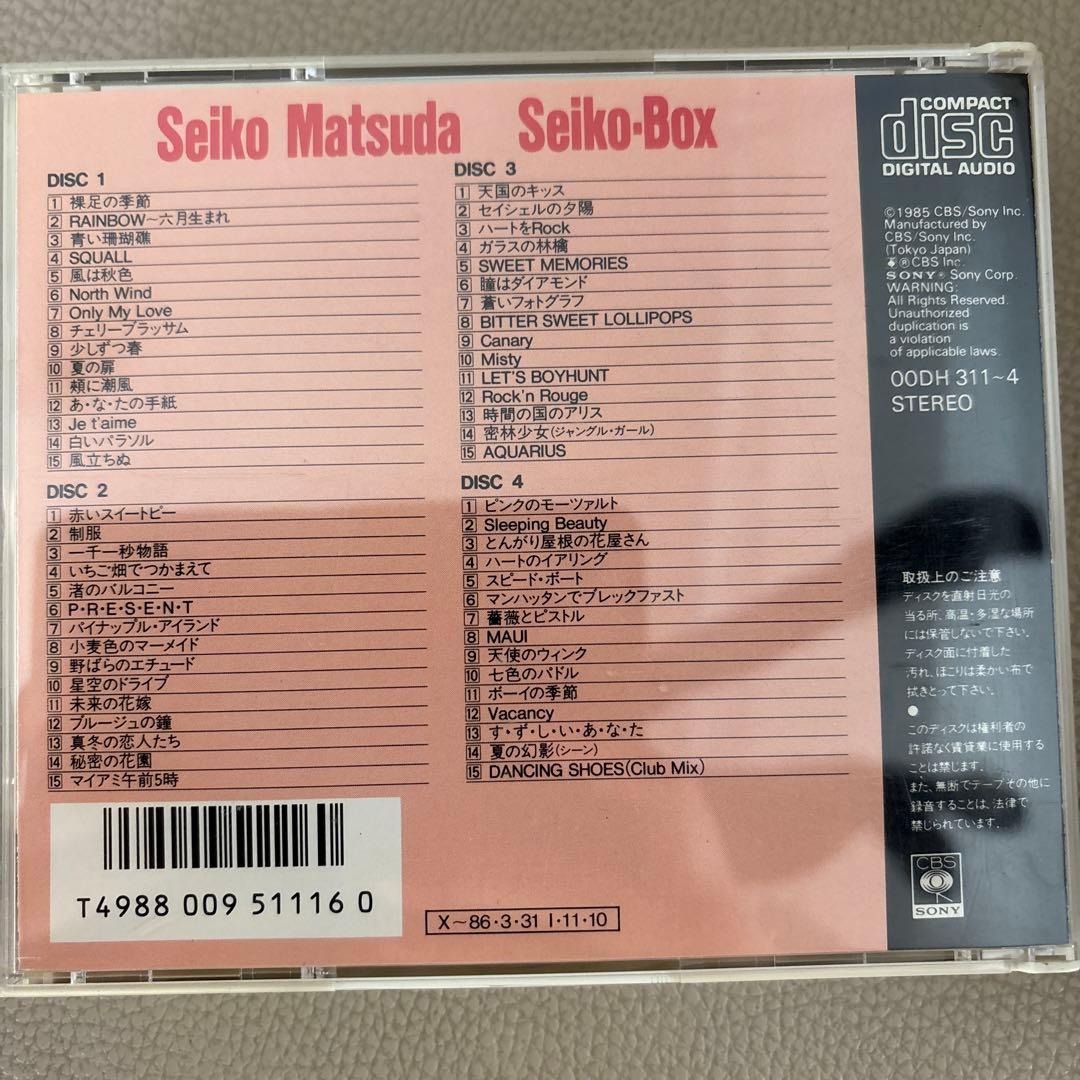 Seiko Matsuda Seiko·Box
DISC 1
1 裸足の季節
2 RAINBOW～六月生まれ
3 青い珊瑚礁
4 SQUALL
5 風は秋色
6 North Wind
7 Only My Love
8 チェリーブラッサム
9 少しずつ春
10 夏の扉
11 頬に潮風
12 あ・な・たの手紙
13 Je t'aime
14 白いパラソル
15 風立ちぬ
DISC 2
1 赤いスイートピー
2 制服
3 一千一秒物語
4 いちご畑でつかまえて
5 渚のバルコニー
6 P・R・E・S・E・N・T
7 パイナップル・アイランド
8 小麦色のマーメイド
9 野ばらのエチュード
10 星空のドライブ
11 未来の花嫁
12 ブルージュの鐘
13 真冬の恋人たち
14 秘密の花園
15 マイアミ午前5時
DISC 3
1 天国のキッス
2 セイシェルの夕陽
3 ハートをRock
4 ガラスの林檎
5 SWEET MEMORIES
6 瞳はダイアモンド
7 蒼いフォトグラフ
8 BITTER SWEET LOLLIPOPS
9 Canary
10 Misty
11 LET'S BOYHUNT
12 Rock'n Rouge
13 時間の国のアリス
14 密林少女(ジャングル・ガール)
15 AQUARIUS
DISC 4
1 ピンクのモーツァルト
2 Sleeping Beauty
3 とんがり屋根の花屋さん
4 ハートのイアリング
5 スピード・ボート
6 マンハッタンでブレックファスト
7 薔薇とピストル
8 MAUI
9 天使のウィンク
10 七色のパドル
11 ボーイの季節
12 Vacancy
13 す・ず・し・い・あ・な・た
14 夏の幻影(シーン)
15 DANCING SHOES(Club Mix)
T4988 009 51116 0
X～86・3・31 I・11・10
COMPACT
disc
DIGITAL AUDIO
©1985 CBS/Sony Inc.
Manufactured by
CBS/Sony Inc.
(Tokyo Japan)
℗CBS Inc.
SONY® Sony Corp.
WARNING:
All Rights Reserved.
Unauthorized
duplication is
a violation
of applicable laws.
00DH 311～4
STEREO
取扱上のご注意
ディスクを直射日光の
当る所、高温・多湿な場所
には保管しないで下さい。
ディスク面に付着した
汚れ、ほこりは柔かい布で
拭きとって下さい。
●
このディスクは権利者の
許諾なく賃貸業に使用する
ことは禁じます。
また、無断でテープその他に
録音することは、法律で
禁じられています。
CBS
SONY